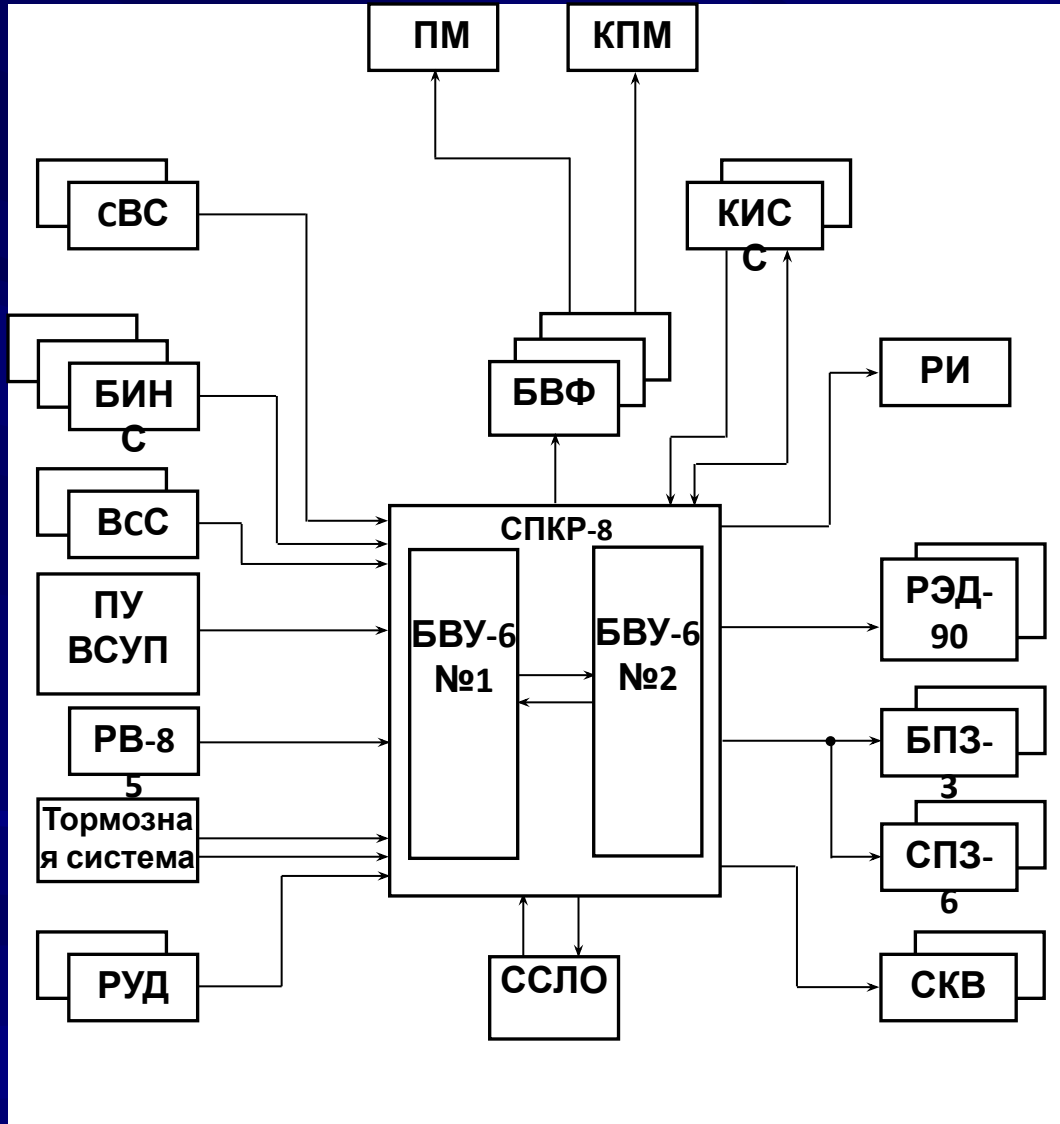 ПМ
КПМ
СВС
КИС
С
БИН
С
БВФ
РИ
ВСС
СПКР-8
ПУ
ВСУП
БВУ-6
№1
БВУ-6
№2
РЭД-
90
РВ-8
5
БПЗ-
3
Тормозна
я система
СПЗ-
6
РУД
ССЛО
СКВ